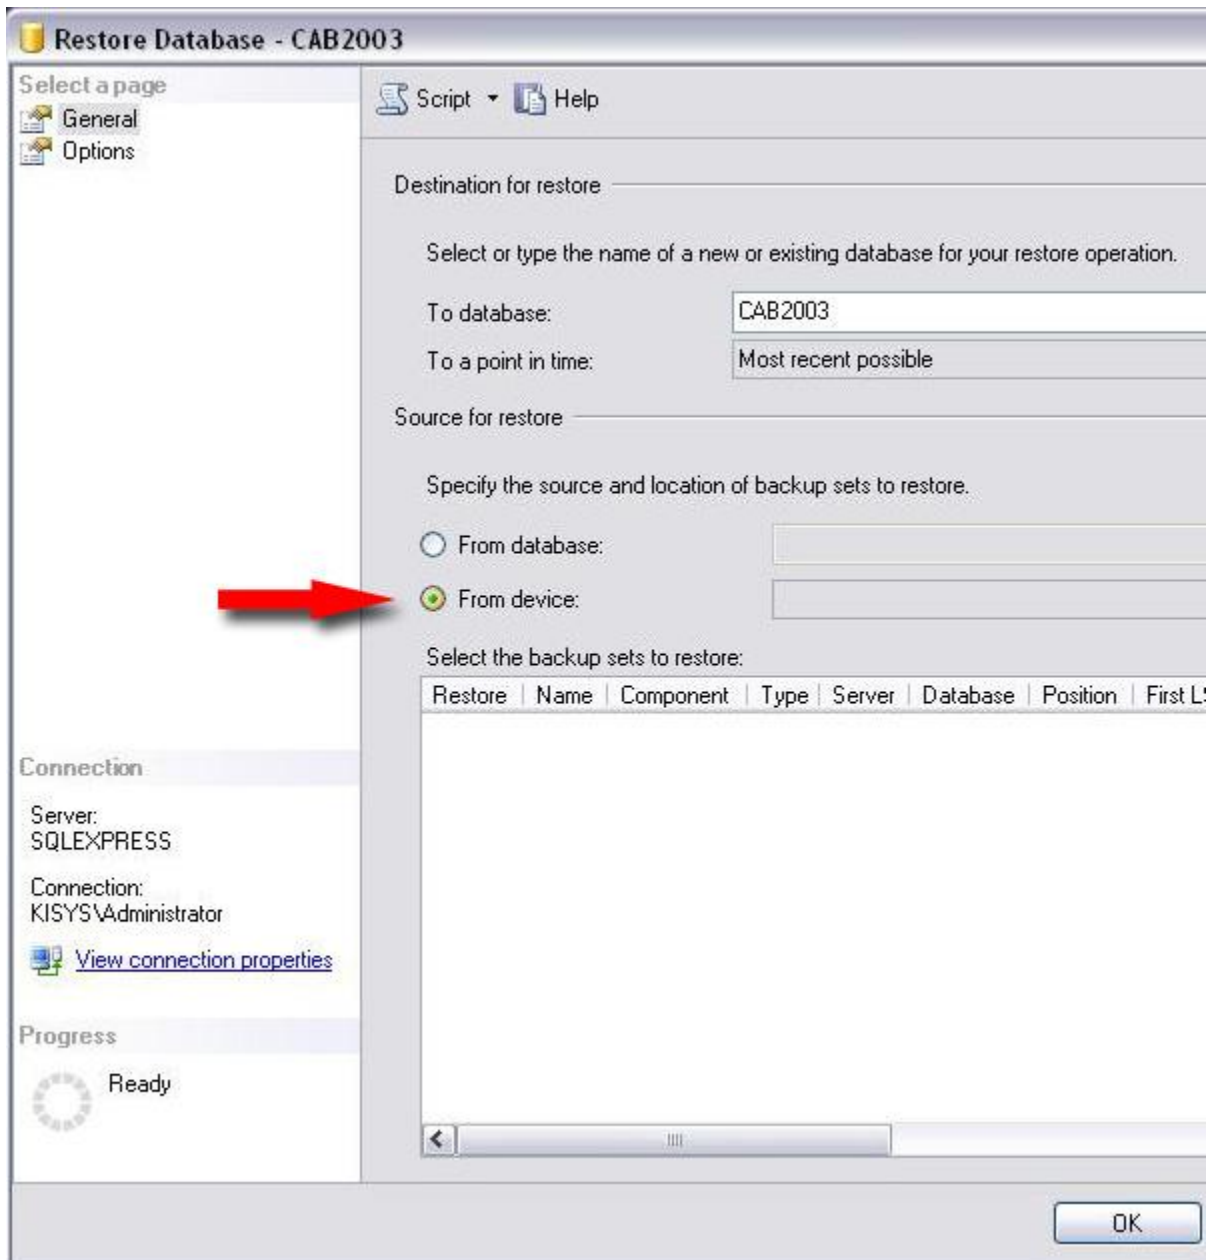 Restore Database - CAB2003
Select a page
General
Options
Script
Help
Destination for restore
Select or type the name of a new or existing database for your restore operation.
To database:
CAB2003
To a point in time:
Most recent possible
Source for restore
Specify the source and location of backup sets to restore.
From database:
From device:
Select the backup sets to restore:
Restore Name Component Type Server Database Position First
Connection
Server:
SQLEXPRESS
Connection:
KISYS\Administrator
View connection properties
Progress
Ready
OK